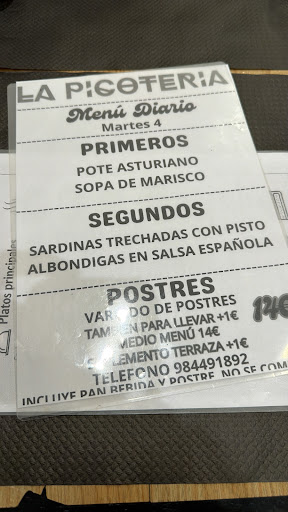 LA PICOTERIA
Menú Diario
Martes 4
PRIMEROS
POTE ASTURIANO
SOPA DE MARISCO
SEGUNDOS
SARDINAS TRECHADAS CON PISTO
ALBONDIGAS EN SALSA ESPAÑOLA
POSTRES
VARIADO DE POSTRES
14€
TAMBIEN PARA LLEVAR +1€
MEDIO MENÚ 14€
SUPLEMENTO TERRAZA +1€
TELEFONO 984491892
INCLUYE PAN BEBIDA Y POSTRE, NO SE COM
Platos principales